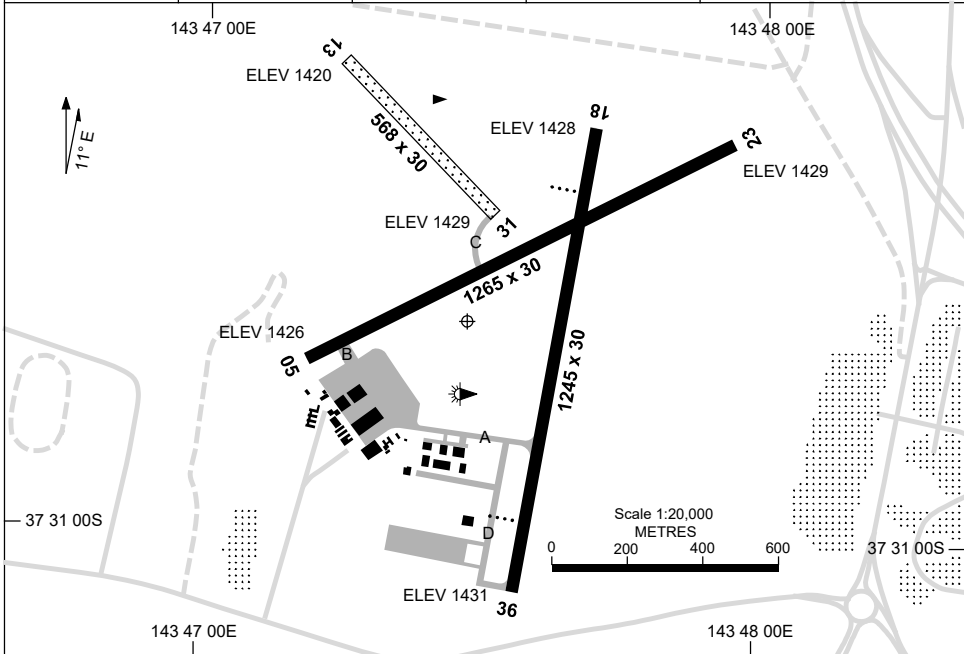 143 47 00E
143 48 00E
13
ELEV 1420
11° E
568 x 30
ELEV 1428
18
23
ELEV 1429
ELEV 1429
31
C
1265 x 30
ELEV 1426
05
B
1245 x 30
A
37 31 00S
Scale 1:20,000
METRES
0 200 400 600
37 31 00S
D
ELEV 1431
36
143 47 00E
143 48 00E